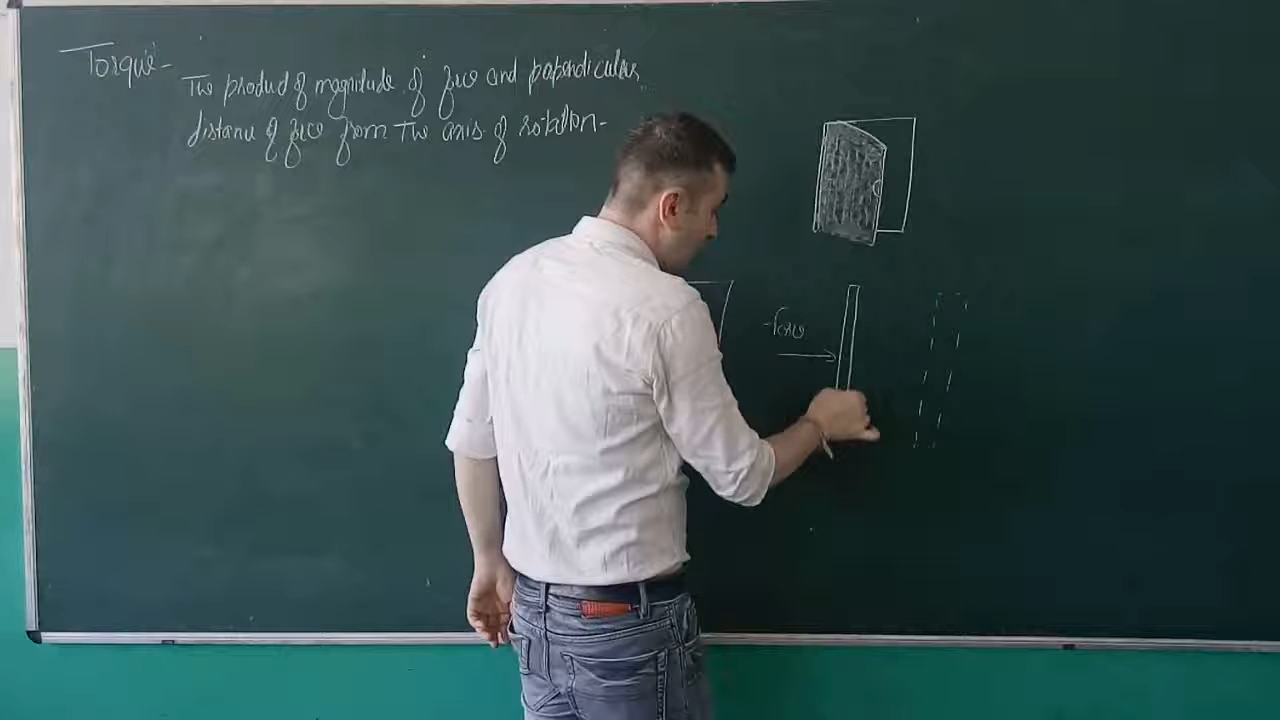 Torque-
The product of magnitude of force and perpendicular
distance of force from the axis of rotation-
force